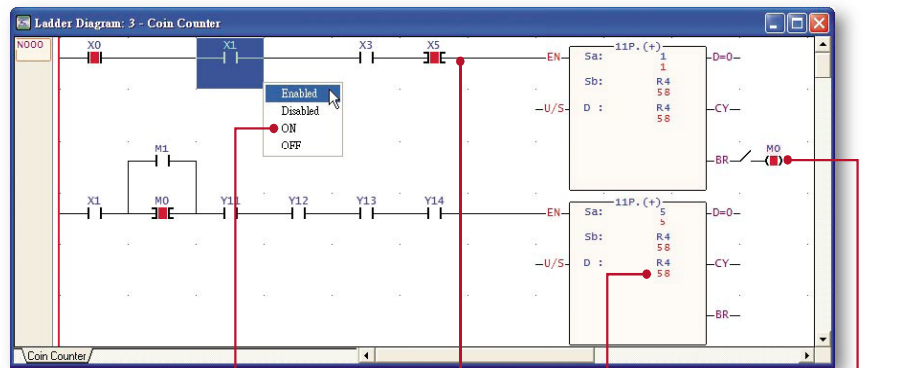 Ladder Diagram: 3 - Coin Counter
N000
X0 X1 X3 X5
EN 11P.(+) D=0
Sa: 1
1
Sb: R4
58
U/S D : R4 CY
58
Enabled
Disabled
ON
OFF
M1
BR M0
X1 M0 Y11 Y12 Y13 Y14
EN 11P.(+) D=0
Sa: 5
5
Sb: R4
58
U/S D : R4 CY
58
BR
Coin Counter